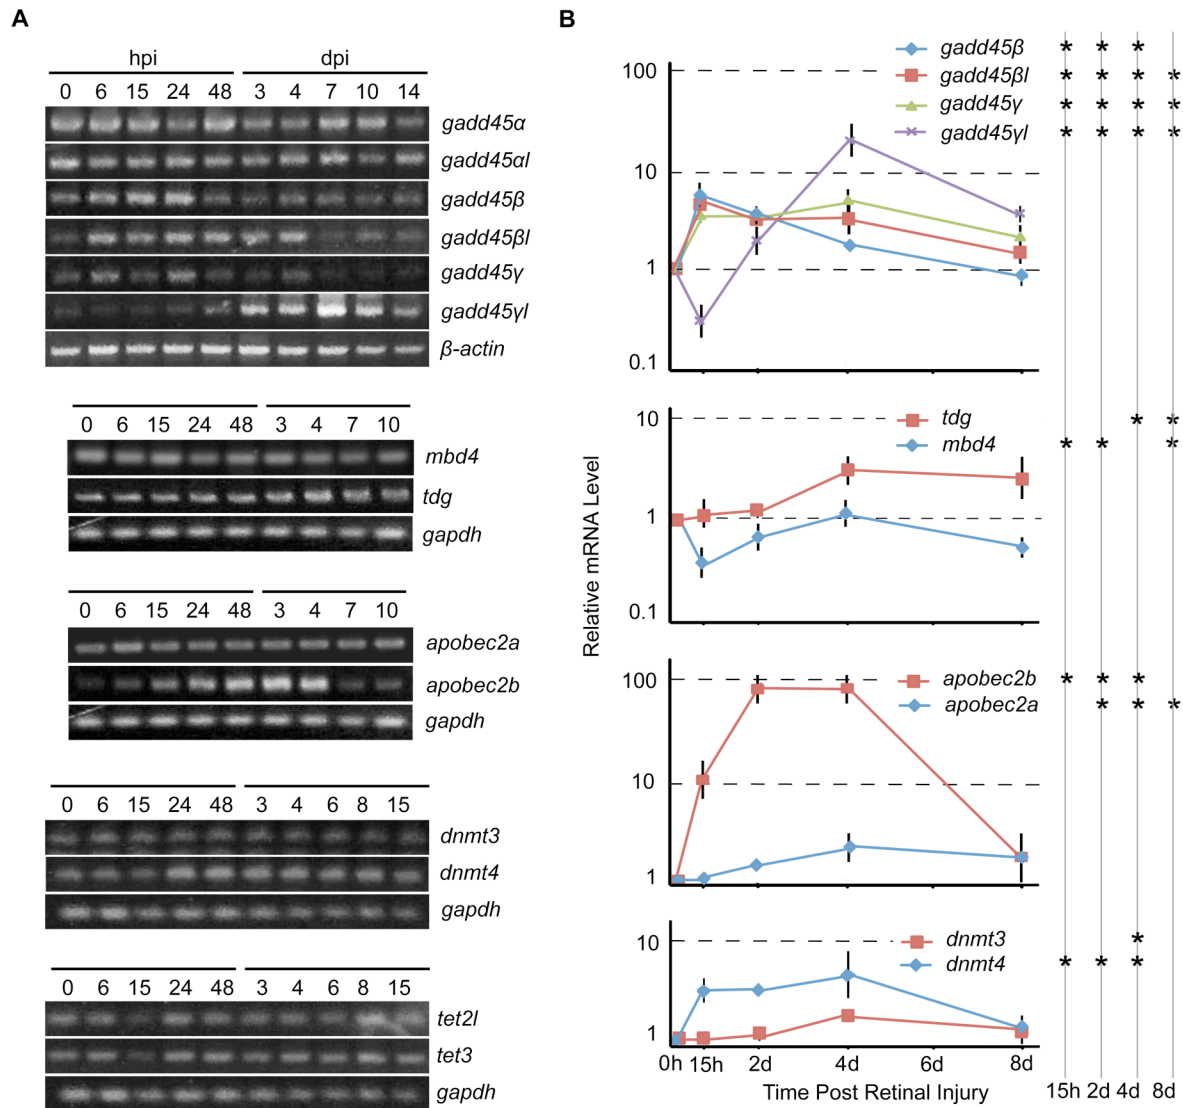 A
hpi dpi
0 6 15 24 48 3 4 7 10 14
gadd45α
gadd45αl
gadd45β
gadd45βl
gadd45γ
gadd45γl
β-actin
0 6 15 24 48 3 4 7 10
mbd4
tdg
gapdh
0 6 15 24 48 3 4 7 10
apobec2a
apobec2b
gapdh
0 6 15 24 48 3 4 6 8 15
dnmt3
dnmt4
gapdh
0 6 15 24 48 3 4 6 8 15
tet2l
tet3
gapdh
B
Relative mRNA Level
gadd45β * * *
100 gadd45βl * * * *
gadd45γ * * * *
gadd45γl * * * *
10
1
0.1
10 tdg * *
mbd4 * * *
1
0.1
100 apobec2b * * *
apobec2a * * *
10
1
10 dnmt3 *
dnmt4 * * *
1
0h 15h 2d 4d 6d 8d
Time Post Retinal Injury
15h 2d 4d 8d